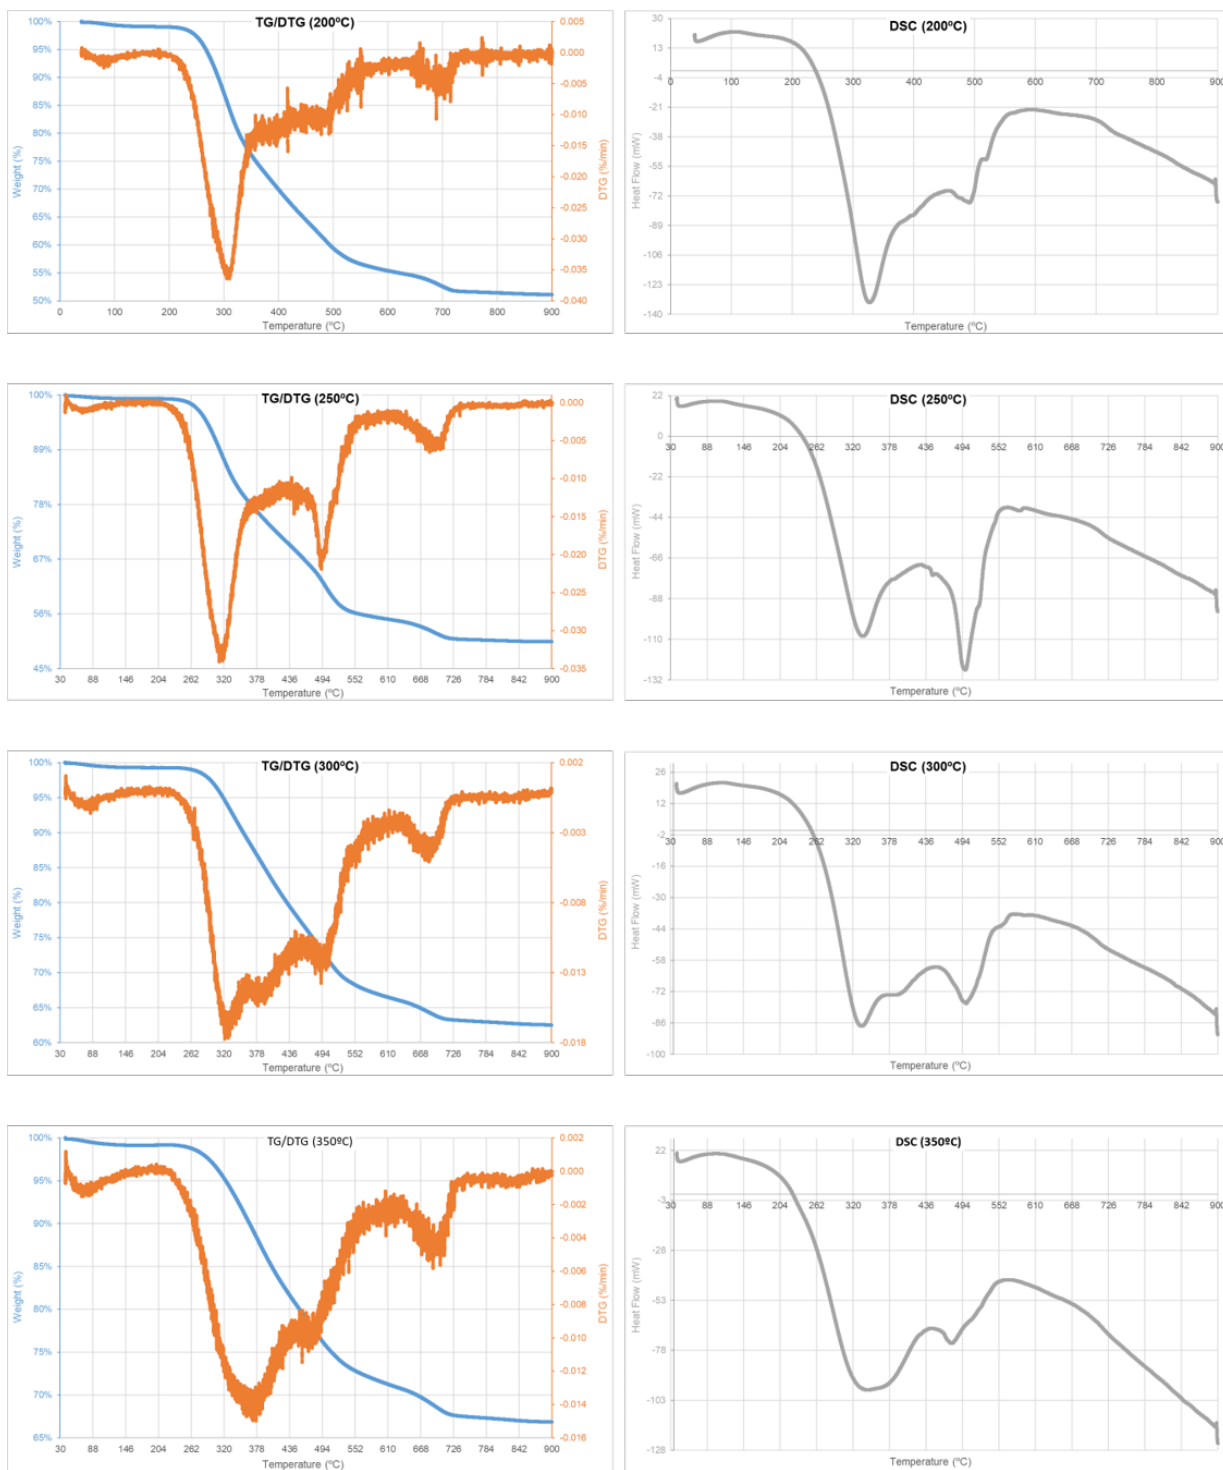 TG/DTG (200ºC)
100%
95%
90%
85%
80%
75%
70%
65%
60%
55%
50%
Weight (%)
0.005
0.000
-0.005
-0.010
-0.015
-0.020
-0.025
-0.030
-0.035
-0.040
DTG (%/min)
0 100 200 300 400 500 600 700 800 900
Temperature (ºC)
DSC (200ºC)
30
13
-4
-21
-38
-55
-72
-89
-106
-123
-140
Heat Flow (mW)
0 100 200 300 400 500 600 700 800 900
Temperature (ºC)
TG/DTG (250ºC)
100%
89%
78%
67%
56%
45%
Weight (%)
0.000
-0.005
-0.010
-0.015
-0.020
-0.025
-0.030
-0.035
DTG (%/min)
30 88 146 204 262 320 378 436 494 552 610 668 726 784 842 900
Temperature (ºC)
DSC (250ºC)
22
0
-22
-44
-66
-88
-110
-132
Heat Flow (mW)
30 88 146 204 262 320 378 436 494 552 610 668 726 784 842 900
Temperature (ºC)
TG/DTG (300ºC)
100%
95%
90%
85%
80%
75%
70%
65%
60%
Weight (%)
0.002
-0.003
-0.008
-0.013
-0.018
DTG (%/min)
30 88 146 204 262 320 378 436 494 552 610 668 726 784 842 900
Temperature (ºC)
DSC (300ºC)
26
12
-2
-16
-30
-44
-58
-72
-86
-100
Heat Flow (mW)
30 88 146 204 262 320 378 436 494 552 610 668 726 784 842 900
Temperature (ºC)
TG/DTG (350ºC)
100%
95%
90%
85%
80%
75%
70%
65%
Weight (%)
0.002
0.000
-0.002
-0.004
-0.006
-0.008
-0.010
-0.012
-0.014
-0.016
DTG (%/min)
30 88 146 204 262 320 378 436 494 552 610 668 726 784 842 900
Temperature (ºC)
DSC (350ºC)
22
-3
-28
-53
-78
-103
-128
Heat Flow (mW)
30 88 146 204 262 320 378 436 494 552 610 668 726 784 842 900
Temperature (ºC)